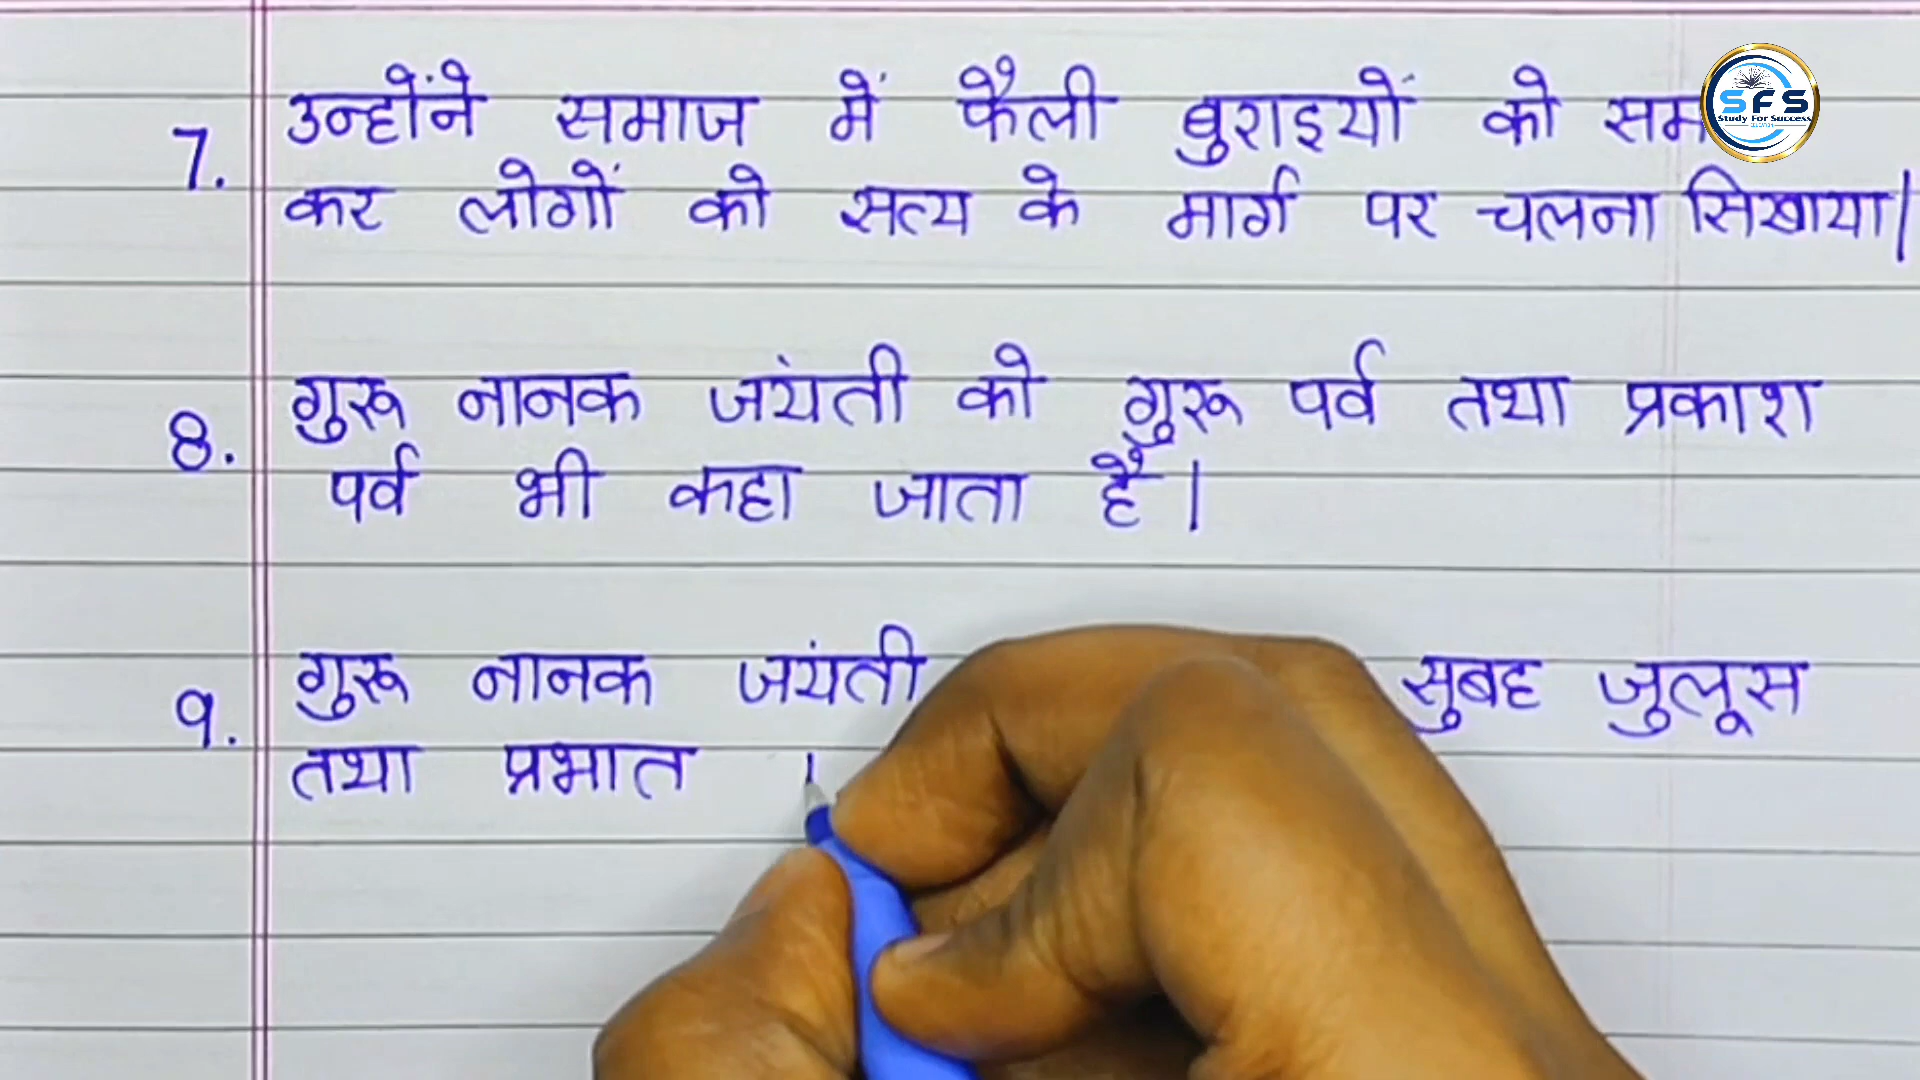 7. उन्होंने समाज में फैली बुराइयों को
कर लोगों को सत्य के मार्ग पर चलना सिखाया।
8. गुरू नानक जयंती को गुरू पर्व तथा प्रकाश
पर्व भी कहा जाता है।
9. गुरू नानक जयंती सुबह जुलूस
तथा प्रभात
SFS
Study For Success